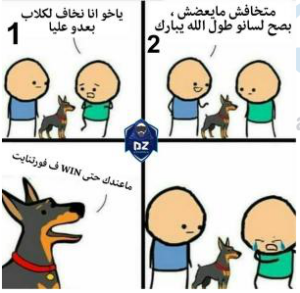 1
ياخو انا نخاف لكلاب
بعدو عليا
2
متخافش مايعضش ،
بصح لسانو طول الله يبارك
DZ
ماعندك حتى WIN ف فورتنايت